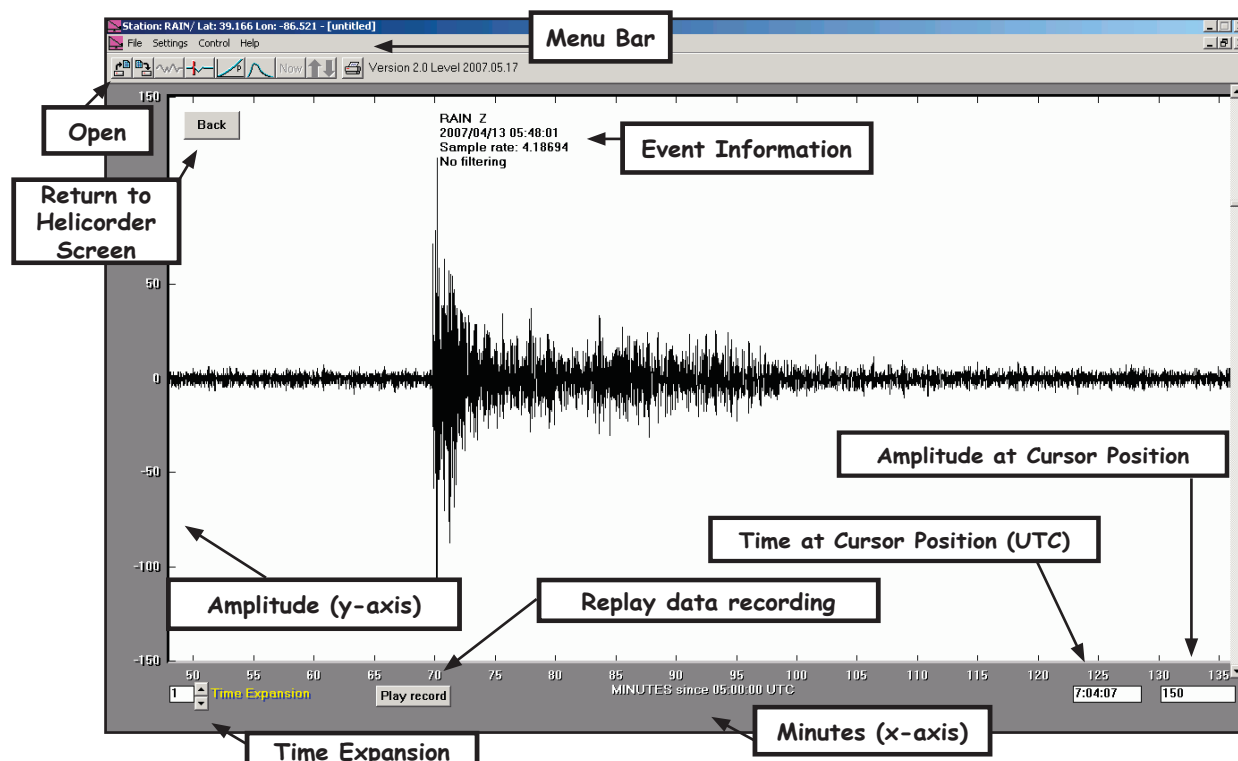 Station: RAIN/ Lat: 39.166 Lon: -86.521 - [untitled]
File Settings Control Help
Menu Bar
Now
Version 2.0 Level 2007.05.17
Open
150
Back
RAIN Z
2007/04/13 05:48:01
Sample rate: 4.18694
No filtering
Event Information
Return to
Helicorder
Screen
50
0
Amplitude at Cursor Position
-50
Time at Cursor Position (UTC)
-100
Amplitude (y-axis)
Replay data recording
-150
50 55 60 65 70 75 80 85 90 95 100 105 110 115 120 125 130 135
1
Time Expansion
Play record
MINUTES since 05:00:00 UTC
7:04:07
150
Minutes (x-axis)
Time Expansion